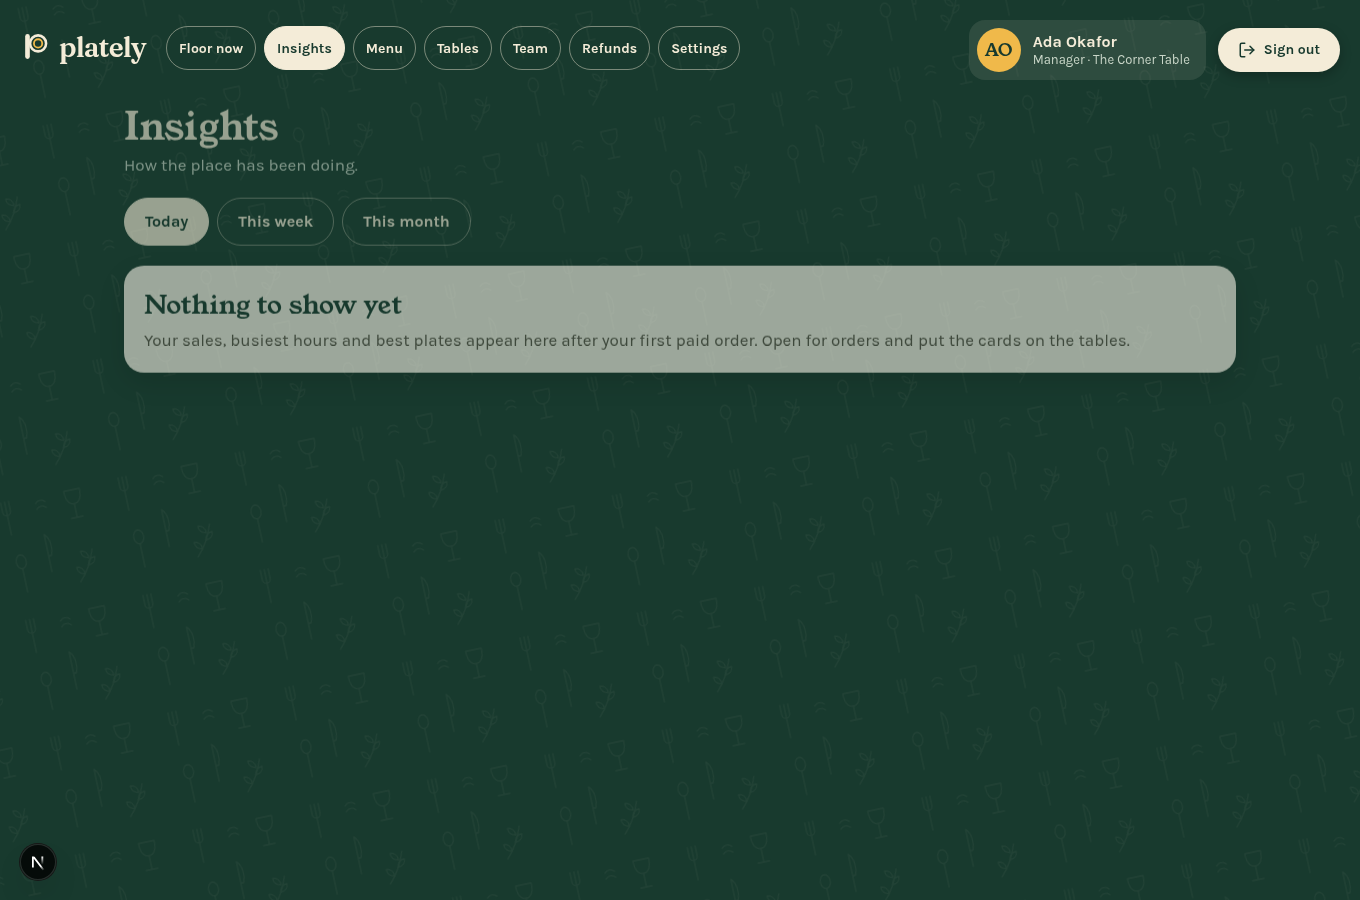 plately
Floor now
Insights
Menu
Tables
Team
Refunds
Settings
AO
Ada Okafor
Manager · The Corner Table
Sign out
Insights
How the place has been doing.
Today
This week
This month
Nothing to show yet
Your sales, busiest hours and best plates appear here after your first paid order. Open for orders and put the cards on the tables.
N